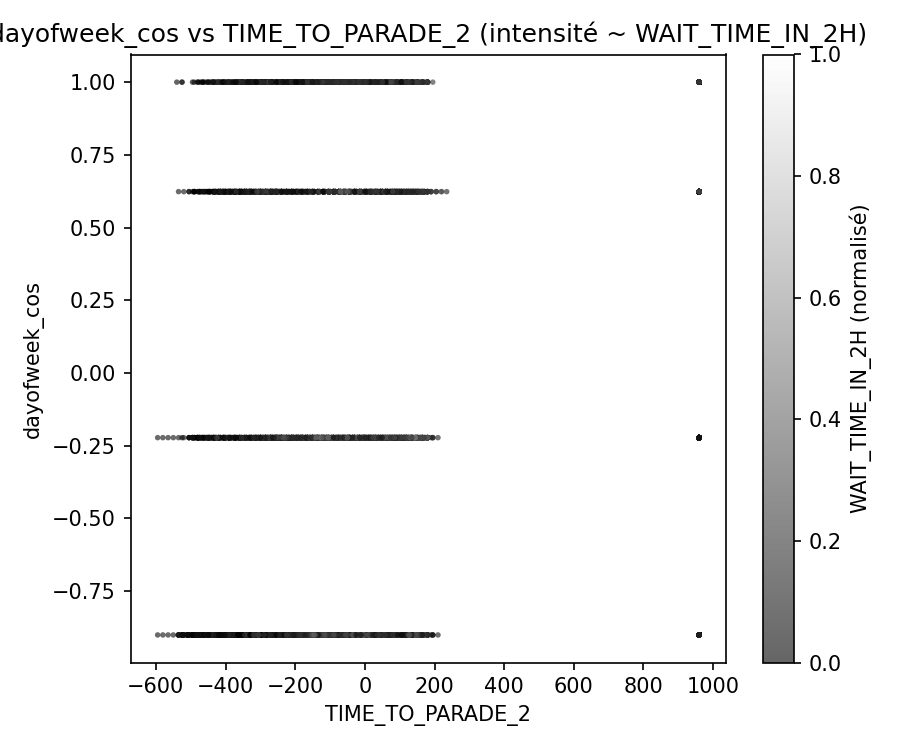 dayofweek_cos vs TIME_TO_PARADE_2 (intensité ~ WAIT_TIME_IN_2H)
1.00
0.75
0.50
0.25
0.00
−0.25
−0.50
−0.75
dayofweek_cos
−600 −400 −200 0 200 400 600 800 1000
TIME_TO_PARADE_2
1.0
0.8
0.6
0.4
0.2
0.0
WAIT_TIME_IN_2H (normalisé)